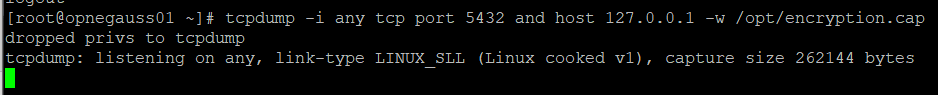 logout
[root@opnegauss01 ~]# tcpdump -i any tcp port 5432 and host 127.0.0.1 -w /opt/encryption.cap
dropped privs to tcpdump
tcpdump: listening on any, link-type LINUX_SLL (Linux cooked v1), capture size 262144 bytes